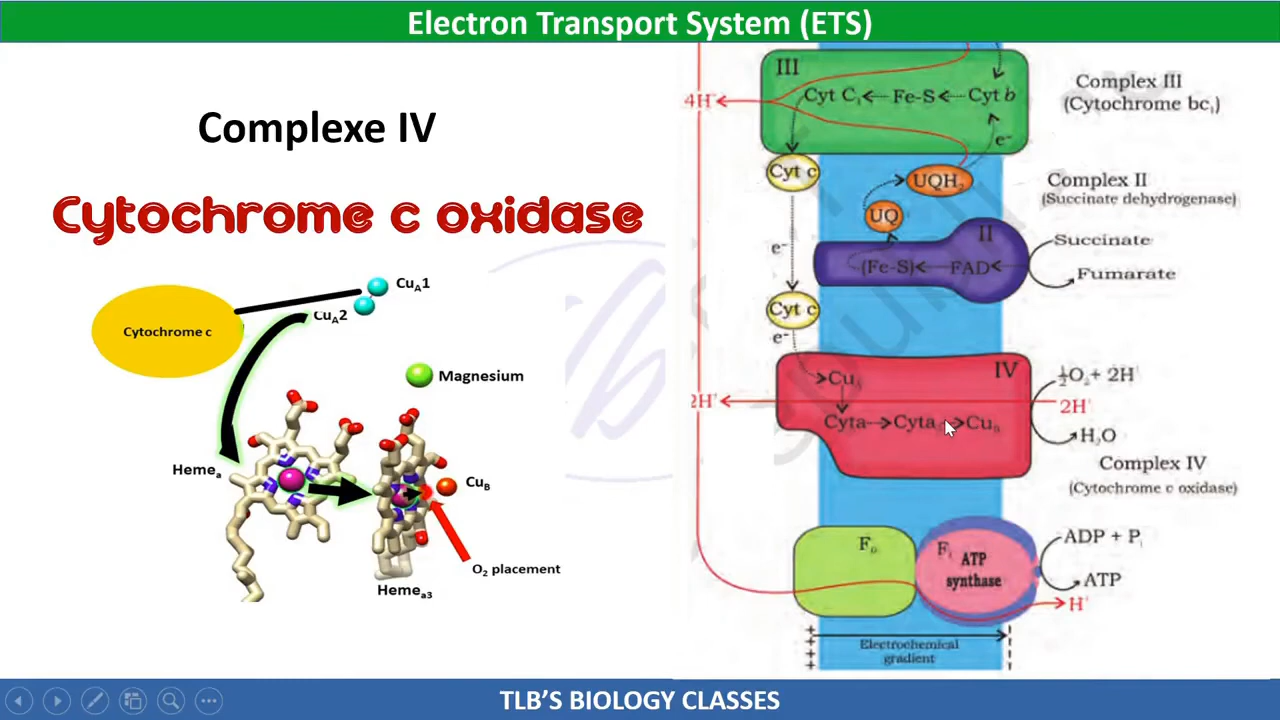 Electron Transport System (ETS)
Complexe IV
Cytochrome c oxidase
Cytochrome c
Cu_A1
Cu_A2
Magnesium
Heme_a
Cu_B
O₂ placement
Heme_a3
III
Cyt C₁
Fe-S
Cyt b
4H⁺
e⁻
Cyt c
UQH₂
UQ
II
(Fe-S)
FAD
e⁻
Cyt c
e⁻
IV
Cu
2H⁺
Cyta
Cyta
Cu_B
Complex III
(Cytochrome bc₁)
Complex II
(Succinate dehydrogenase)
Succinate
Fumarate
½O₂+ 2H⁺
2H⁺
H₂O
Complex IV
(Cytochrome c oxidase)
F₀
F₁
ATP
synthase
ADP + Pᵢ
ATP
H⁺
Electrochemical
gradient
TLB'S BIOLOGY CLASSES